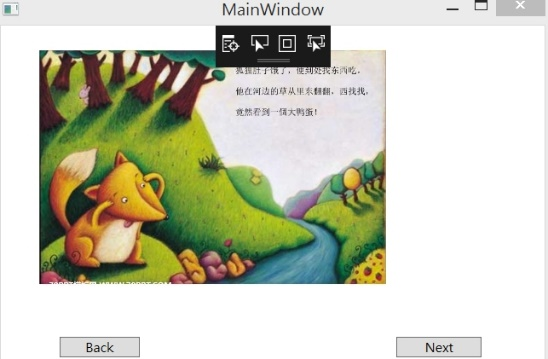 MainWindow
狐狸肚子饿了，便到处找东西吃，
他在河边的草丛里东翻翻，西找找，
竟然看到一個大鸭蛋！
Back
Next